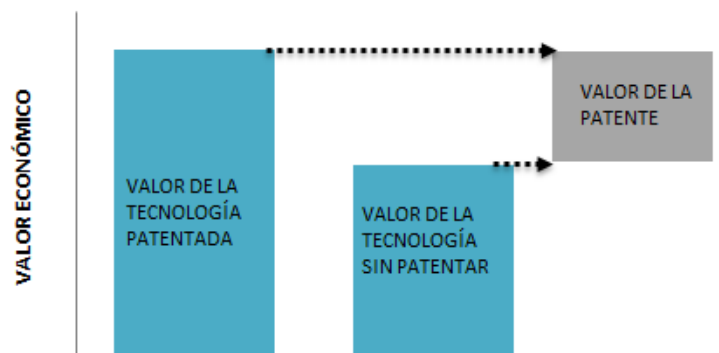 VALOR ECONÓMICO
VALOR DE LA
TECNOLOGÍA
PATENTADA
VALOR DE LA
TECNOLOGÍA
SIN PATENTAR
VALOR DE LA
PATENTE